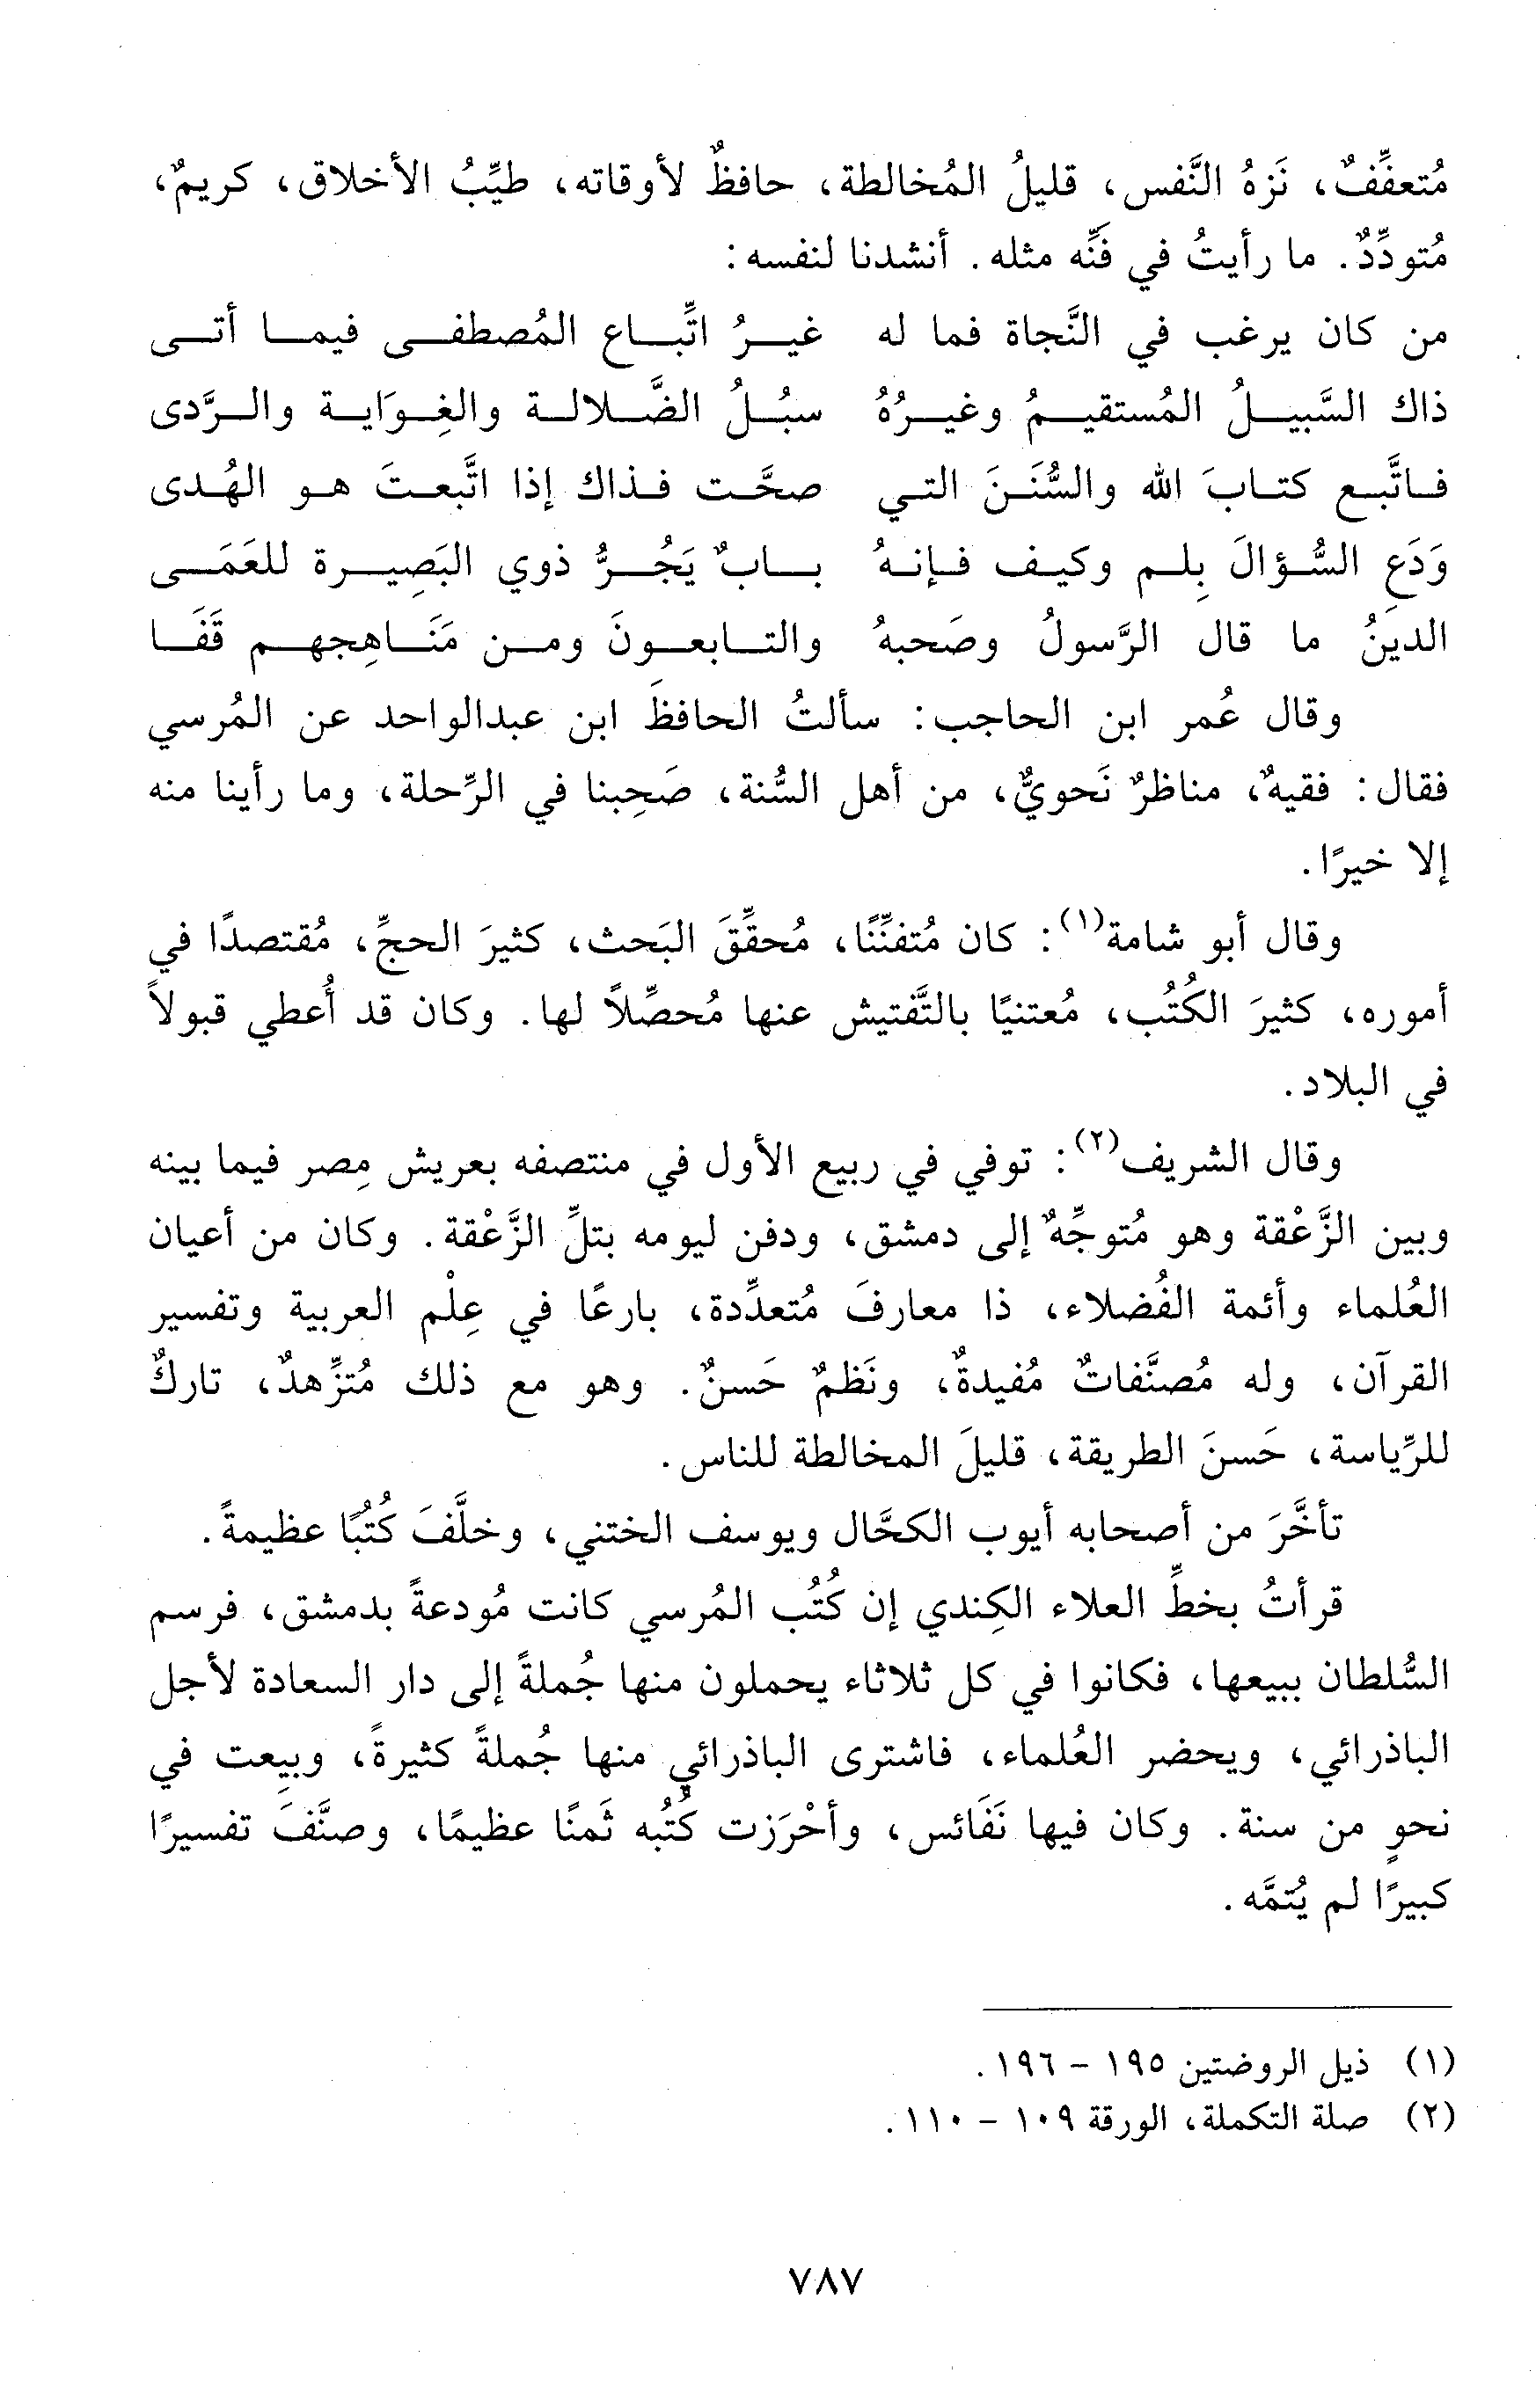 مُتعفِّفٌ، نَزهُ النَّفس، قليلُ المُخالطة، حافظٌ لأوقاته، طيِّبُ الأخلاق، كريمٌ،
مُتودِّدٌ. ما رأيتُ في فَنِّه مثله. أنشدنا لنفسه:
من كان يرغب في النَّجاة فما له غيرُ اتِّباع المُصطفى فيما أتى
ذاك السَّبيلُ المُستقيمُ وغيرُهُ سبُلُ الضَّلالة والغِوَاية والرَّدى
فاتَّبع كتابَ الله والسُّنَنَ التي صحَّت فذاك إذا اتَّبعتَ هو الهُدى
وَدَعِ السُّؤالَ بِلم وكيف فإنهُ بابٌ يَجُرُّ ذوي البَصِيرة للعَمَى
الدينُ ما قال الرَّسولُ وصَحبهُ والتابعونَ ومن مَنَاهِجهم قَفَا
وقال عُمر ابن الحاجب: سألتُ الحافظَ ابن عبدالواحد عن المُرسي
فقال: فقيهٌ، مناظرٌ نَحويٌّ، من أهل السُّنة، صَحِبنا في الرِّحلة، وما رأينا منه
إلا خيرًا.
وقال أبو شامة(١): كان مُتفنِّنًا، مُحقِّقَ البَحث، كثيرَ الحجِّ، مُقتصدًا في
أموره، كثيرَ الكُتُب، مُعتنيًا بالتَّفتيش عنها مُحصِّلاً لها. وكان قد أُعطي قبولاً
في البلاد.
وقال الشريف(٢): توفي في ربيع الأول في منتصفه بعريش مِصر فيما بينه
وبين الزَّعْقة وهو مُتوجِّهٌ إلى دمشق، ودفن ليومه بتلِّ الزَّعْقة. وكان من أعيان
العُلماء وأئمة الفُضلاء، ذا معارفَ مُتعدِّدة، بارعًا في عِلْم العربية وتفسير
القرآن، وله مُصنَّفاتٌ مُفيدةٌ، ونَظمٌ حَسنٌ. وهو مع ذلك مُتزِّهدٌ، تاركٌ
للرِّياسة، حَسنَ الطريقة، قليلَ المخالطة للناس.
تأخَّرَ من أصحابه أيوب الكحَّال ويوسف الختني، وخلَّفَ كُتُبًا عظيمةً.
قرأتُ بخطِّ العلاء الكِندي إن كُتُب المُرسي كانت مُودعةً بدمشق، فرسم
السُّلطان ببيعها، فكانوا في كل ثلاثاء يحملون منها جُملةً إلى دار السعادة لأجل
الباذرائي، ويحضر العُلماء، فاشترى الباذرائي منها جُملةً كثيرةً، وبِيعت في
نحوٍ من سنة. وكان فيها نَفَائس، وأحْرَزت كُتُبه ثَمنًا عظيمًا، وصنَّفَ تفسيرًا
كبيرًا لم يُتمَّه.
(١) ذيل الروضتين ١٩٥ - ١٩٦.
(٢) صلة التكملة، الورقة ١٠٩ - ١١٠.
٧٨٧